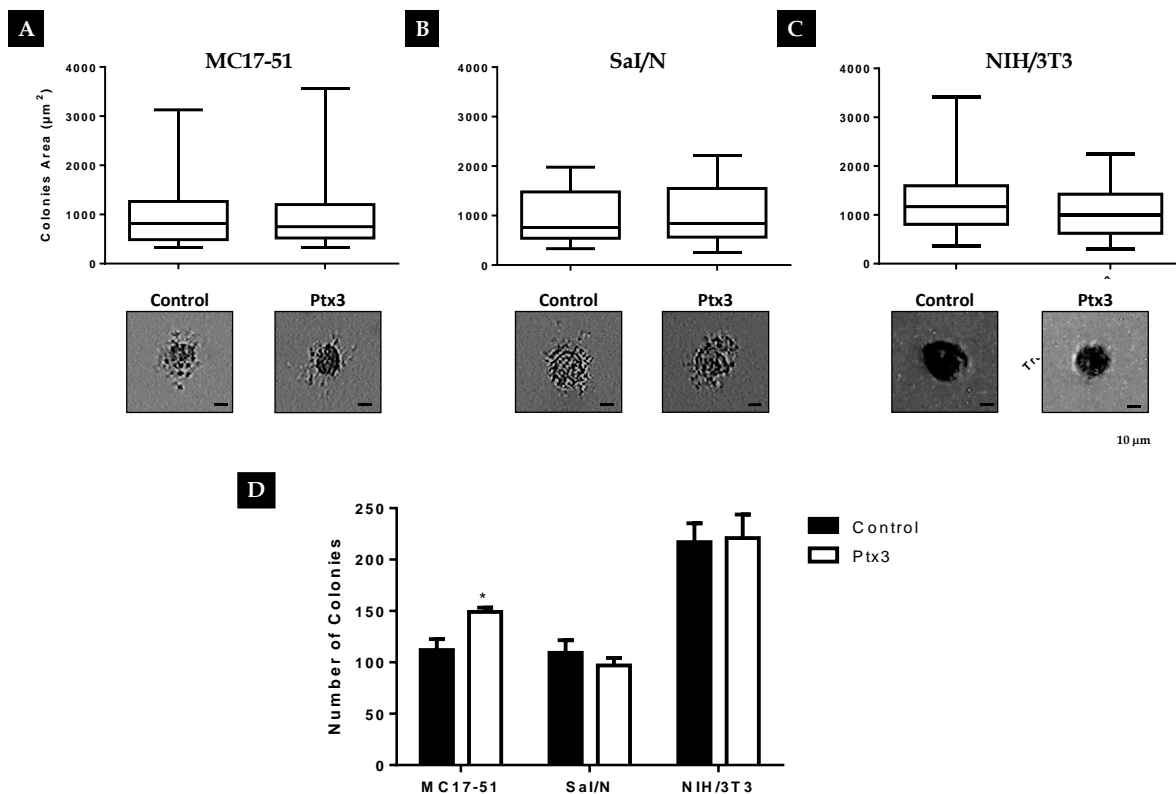 A
MC17-51
Colonies Area (µm²)
4000
3000
2000
1000
0
Control
Ptx3
B
SaI/N
4000
3000
2000
1000
0
Control
Ptx3
C
NIH/3T3
4000
3000
2000
1000
0
Control
Ptx3
Tr-
10 µm
D
Number of Colonies
250
200
150
100
50
0
*
MC17-51
SaI/N
NIH/3T3
Control
Ptx3